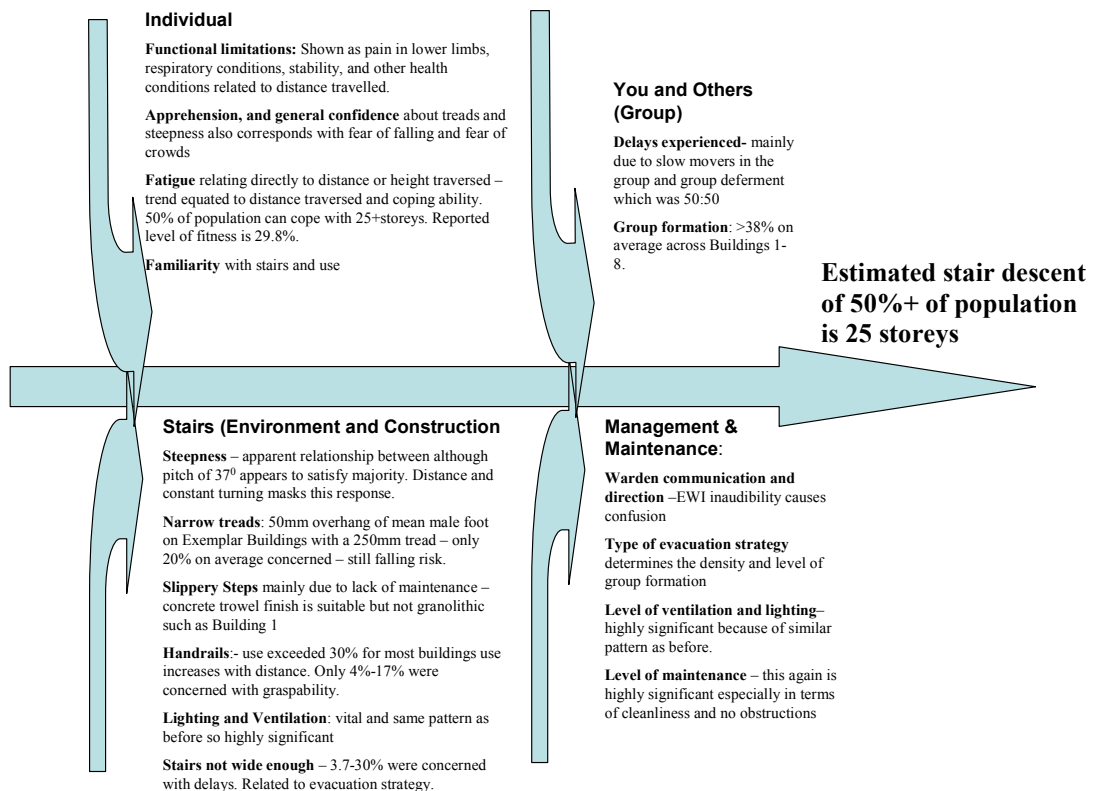 Individual
Functional limitations: Shown as pain in lower limbs,
respiratory conditions, stability, and other health
conditions related to distance travelled.
Apprehension, and general confidence about treads and
steepness also corresponds with fear of falling and fear of
crowds
Fatigue relating directly to distance or height traversed –
trend equated to distance traversed and coping ability.
50% of population can cope with 25+storeys. Reported
level of fitness is 29.8%.
Familiarity with stairs and use
You and Others
(Group)
Delays experienced- mainly
due to slow movers in the
group and group deferment
which was 50:50
Group formation: >38% on
average across Buildings 1-
8.
Estimated stair descent
of 50%+ of population
is 25 storeys
Stairs (Environment and Construction
Steepness – apparent relationship between although
pitch of 37⁰ appears to satisfy majority. Distance and
constant turning masks this response.
Narrow treads: 50mm overhang of mean male foot
on Exemplar Buildings with a 250mm tread – only
20% on average concerned – still falling risk.
Slippery Steps mainly due to lack of maintenance –
concrete trowel finish is suitable but not granolithic
such as Building 1
Handrails:- use exceeded 30% for most buildings use
increases with distance. Only 4%-17% were
concerned with graspability.
Lighting and Ventilation: vital and same pattern as
before so highly significant
Stairs not wide enough – 3.7-30% were concerned
with delays. Related to evacuation strategy.
Management &
Maintenance:
Warden communication and
direction –EWI inaudibility causes
confusion
Type of evacuation strategy
determines the density and level of
group formation
Level of ventilation and lighting–
highly significant because of similar
pattern as before.
Level of maintenance – this again is
highly significant especially in terms
of cleanliness and no obstructions